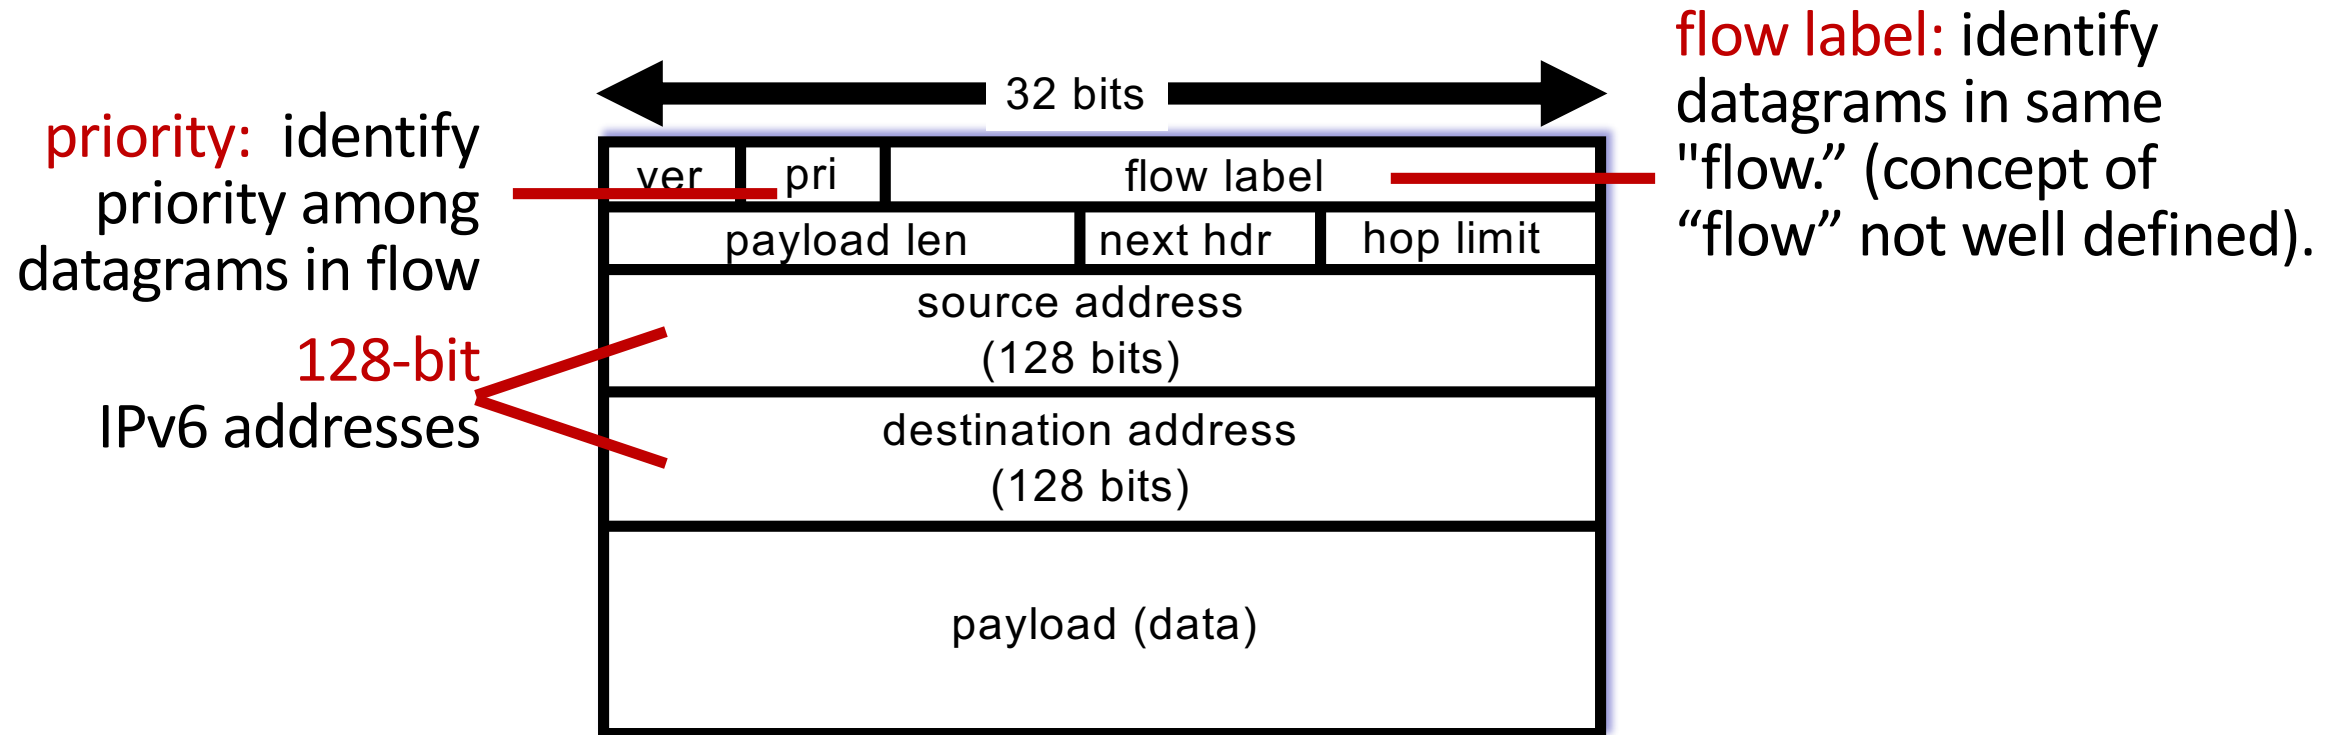 priority:  identify
priority among
datagrams in flow
128-bit
IPv6 addresses
32 bits
ver pri flow label
payload len next hdr hop limit
source address
(128 bits)
destination address
(128 bits)
payload (data)
flow label: identify
datagrams in same
"flow.” (concept of
“flow” not well defined).